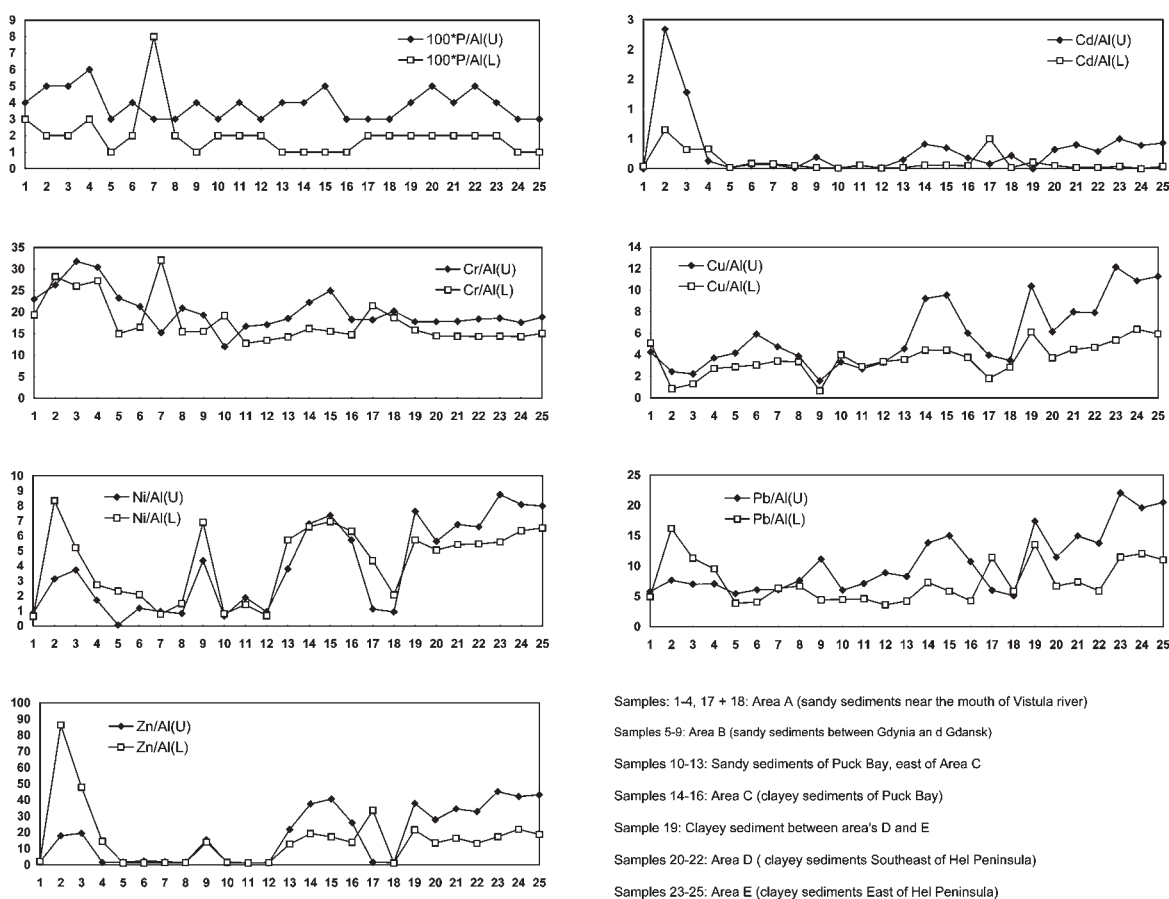 9
8
7
6
5
4
3
2
1
0
100*P/Al(U)
100*P/Al(L)
1 2 3 4 5 6 7 8 9 10 11 12 13 14 15 16 17 18 19 20 21 22 23 24 25
3
2
2
1
1
0
Cd/Al(U)
Cd/Al(L)
1 2 3 4 5 6 7 8 9 10 11 12 13 14 15 16 17 18 19 20 21 22 23 24 25
35
30
25
20
15
10
5
0
Cr/Al(U)
Cr/Al(L)
1 2 3 4 5 6 7 8 9 10 11 12 13 14 15 16 17 18 19 20 21 22 23 24 25
14
12
10
8
6
4
2
0
Cu/Al(U)
Cu/Al(L)
1 2 3 4 5 6 7 8 9 10 11 12 13 14 15 16 17 18 19 20 21 22 23 24 25
10
9
8
7
6
5
4
3
2
1
0
Ni/Al(U)
Ni/Al(L)
1 2 3 4 5 6 7 8 9 10 11 12 13 14 15 16 17 18 19 20 21 22 23 24 25
25
20
15
10
5
0
Pb/Al(U)
Pb/Al(L)
1 2 3 4 5 6 7 8 9 10 11 12 13 14 15 16 17 18 19 20 21 22 23 24 25
100
90
80
70
60
50
40
30
20
10
0
Zn/Al(U)
Zn/Al(L)
1 2 3 4 5 6 7 8 9 10 11 12 13 14 15 16 17 18 19 20 21 22 23 24 25
Samples: 1-4, 17 + 18: Area A (sandy sediments near the mouth of Vistula river)
Samples 5-9: Area B (sandy sediments between Gdynia an d Gdansk)
Samples 10-13: Sandy sediments of Puck Bay, east of Area C
Samples 14-16: Area C (clayey sediments of Puck Bay)
Sample 19: Clayey sediment between area's D and E
Samples 20-22: Area D ( clayey sediments Southeast of Hel Peninsula)
Samples 23-25: Area E (clayey sediments East of Hel Peninsula)